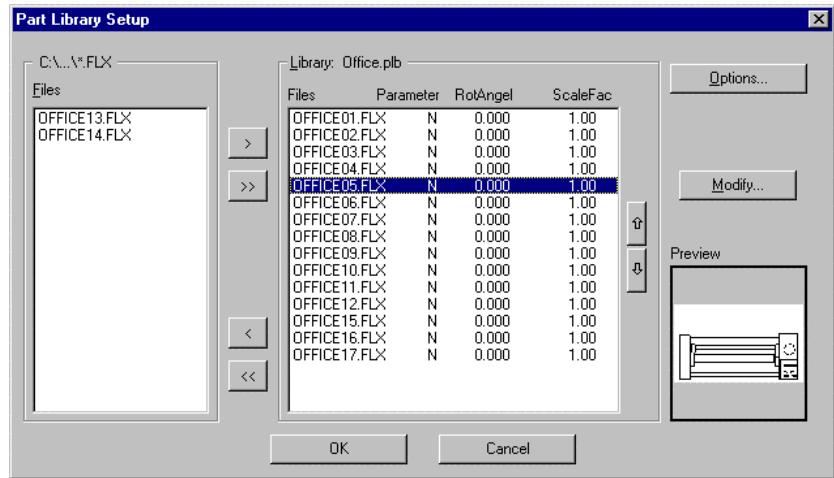 Part Library Setup
C:\...\*.FLX
Files
OFFICE13.FLX
OFFICE14.FLX
>
>>
<
<<
Library: Office.plb
Files Parameter RotAngel ScaleFac
OFFICE01.FLX N 0.000 1.00
OFFICE02.FLX N 0.000 1.00
OFFICE03.FLX N 0.000 1.00
OFFICE04.FLX N 0.000 1.00
OFFICE05.FLX N 0.000 1.00
OFFICE06.FLX N 0.000 1.00
OFFICE07.FLX N 0.000 1.00
OFFICE08.FLX N 0.000 1.00
OFFICE09.FLX N 0.000 1.00
OFFICE10.FLX N 0.000 1.00
OFFICE11.FLX N 0.000 1.00
OFFICE12.FLX N 0.000 1.00
OFFICE15.FLX N 0.000 1.00
OFFICE16.FLX N 0.000 1.00
OFFICE17.FLX N 0.000 1.00
Options...
Modify...
Preview
OK
Cancel